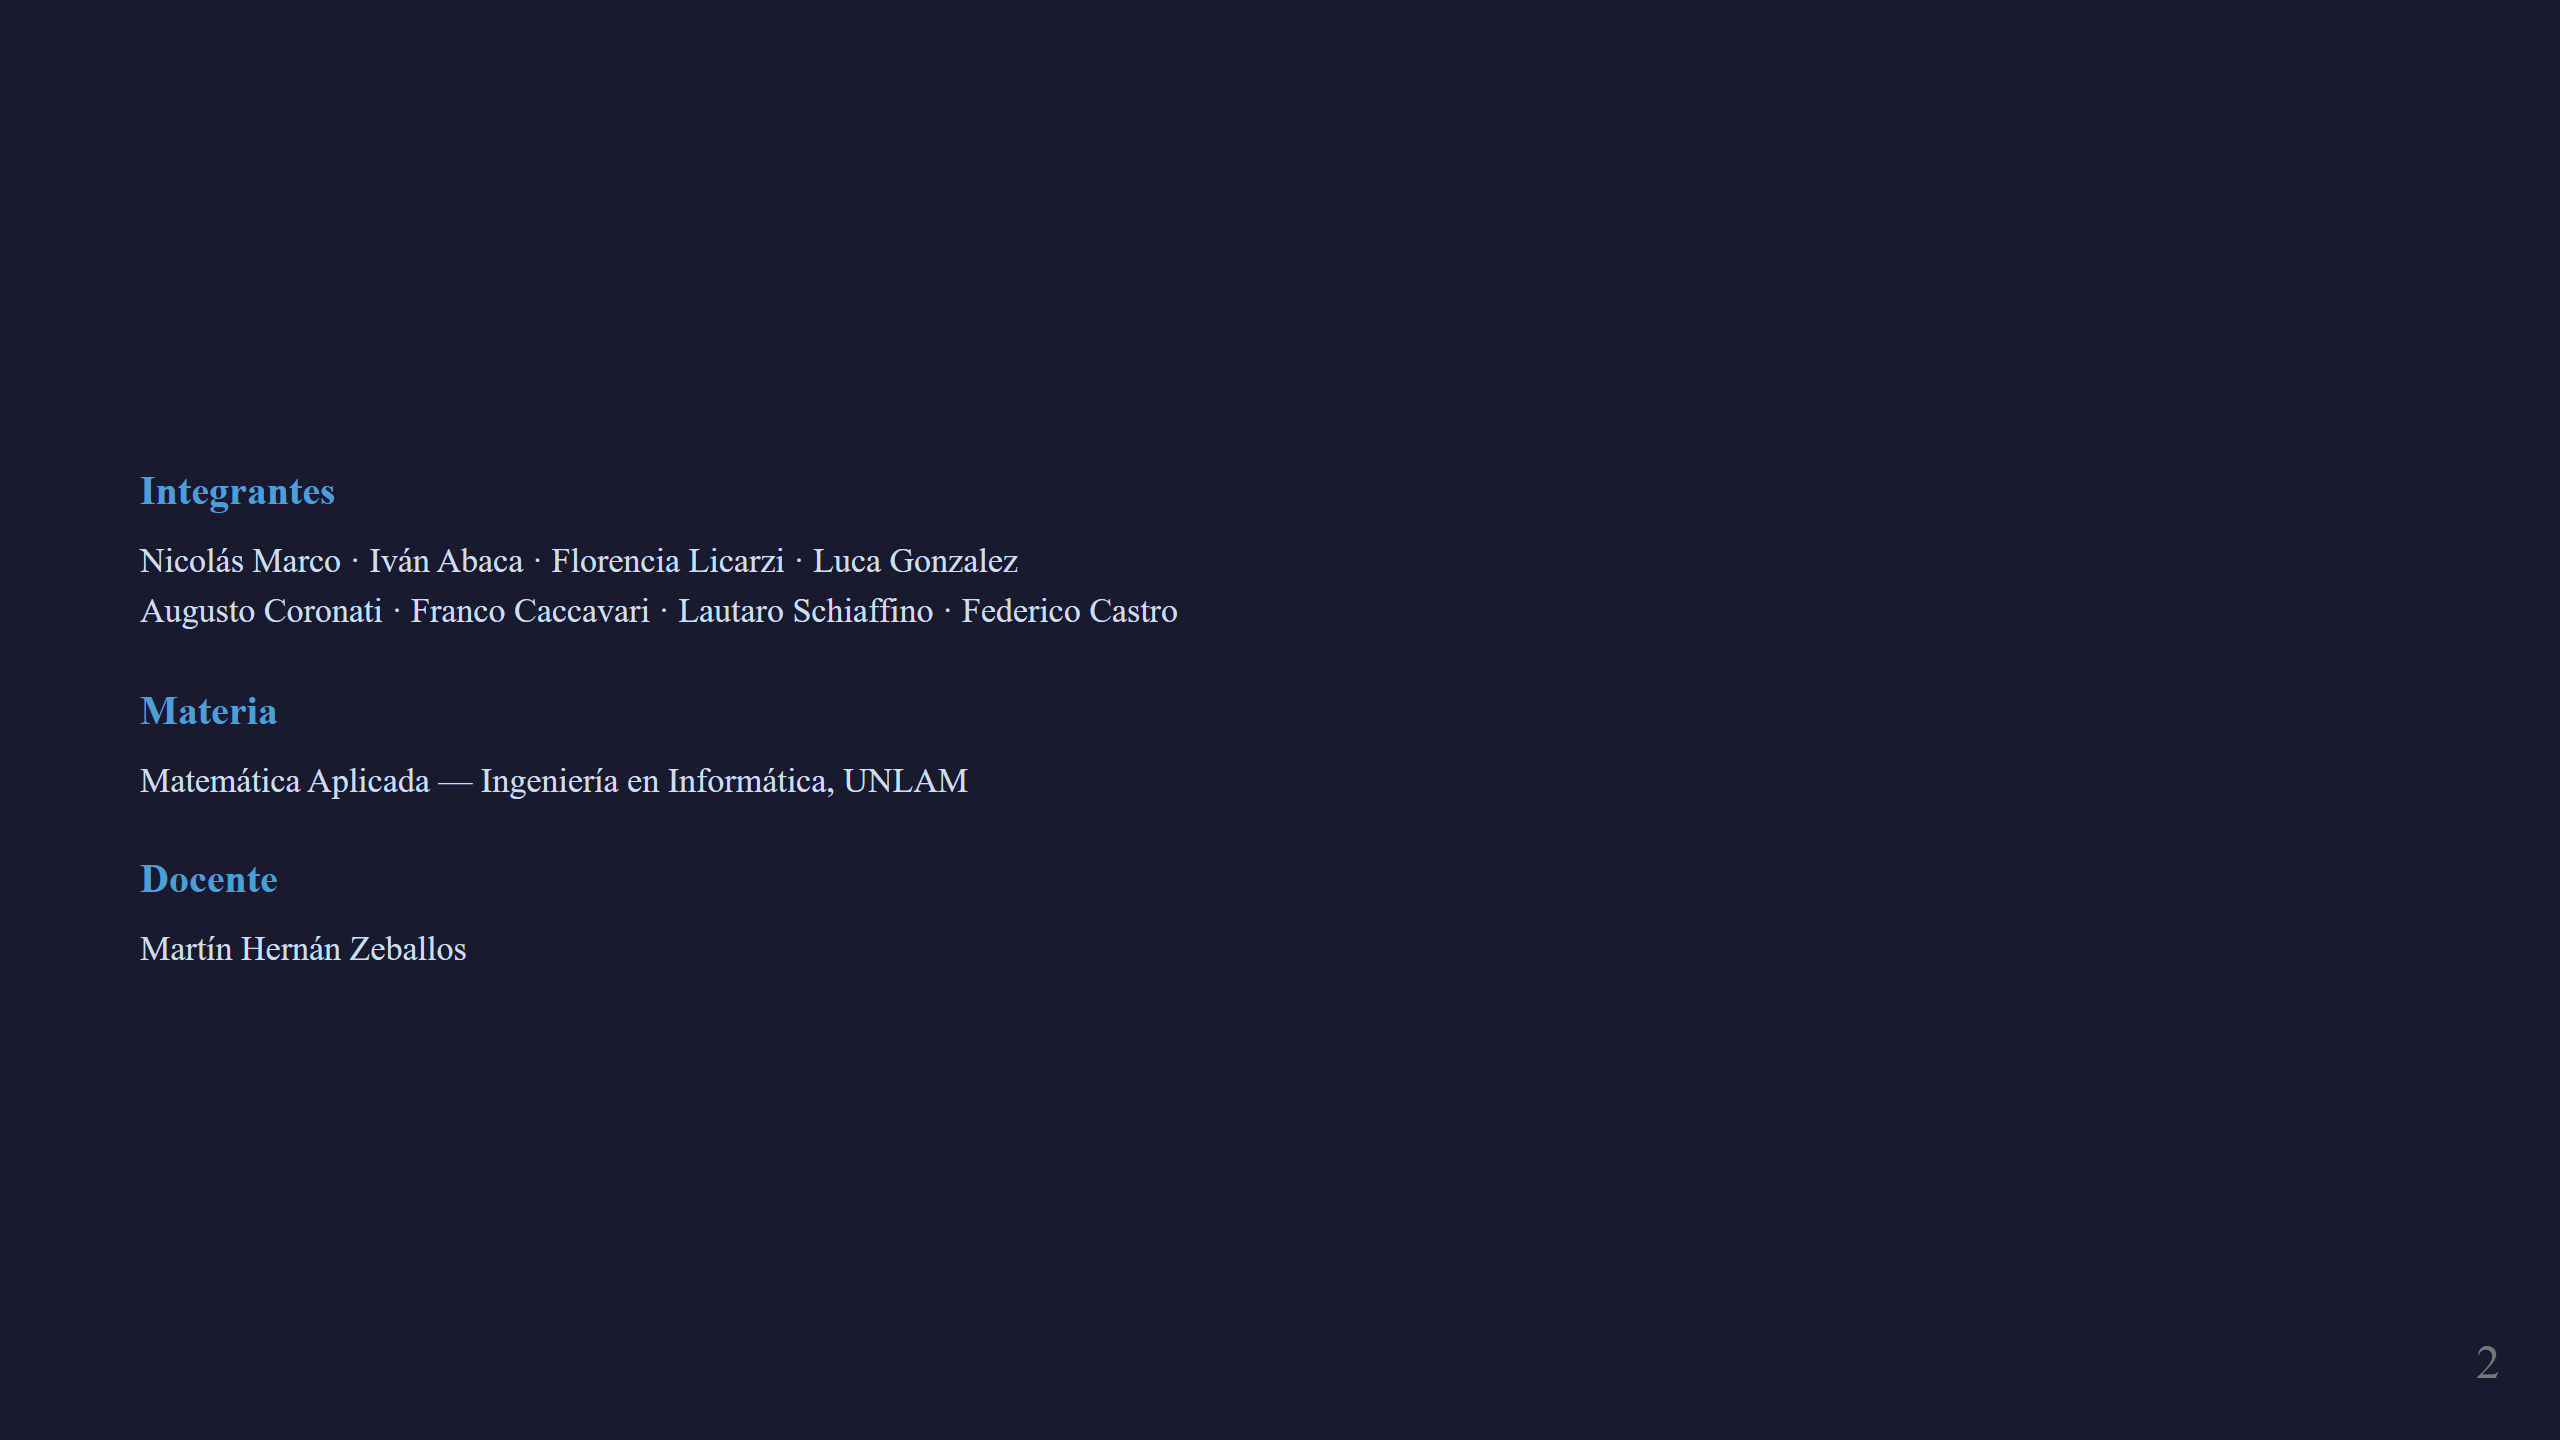 Integrantes
Nicolás Marco · Iván Abaca · Florencia Licarzi · Luca Gonzalez
Augusto Coronati · Franco Caccavari · Lautaro Schiaffino · Federico Castro
Materia
Matemática Aplicada — Ingeniería en Informática, UNLAM
Docente
Martín Hernán Zeballos
2